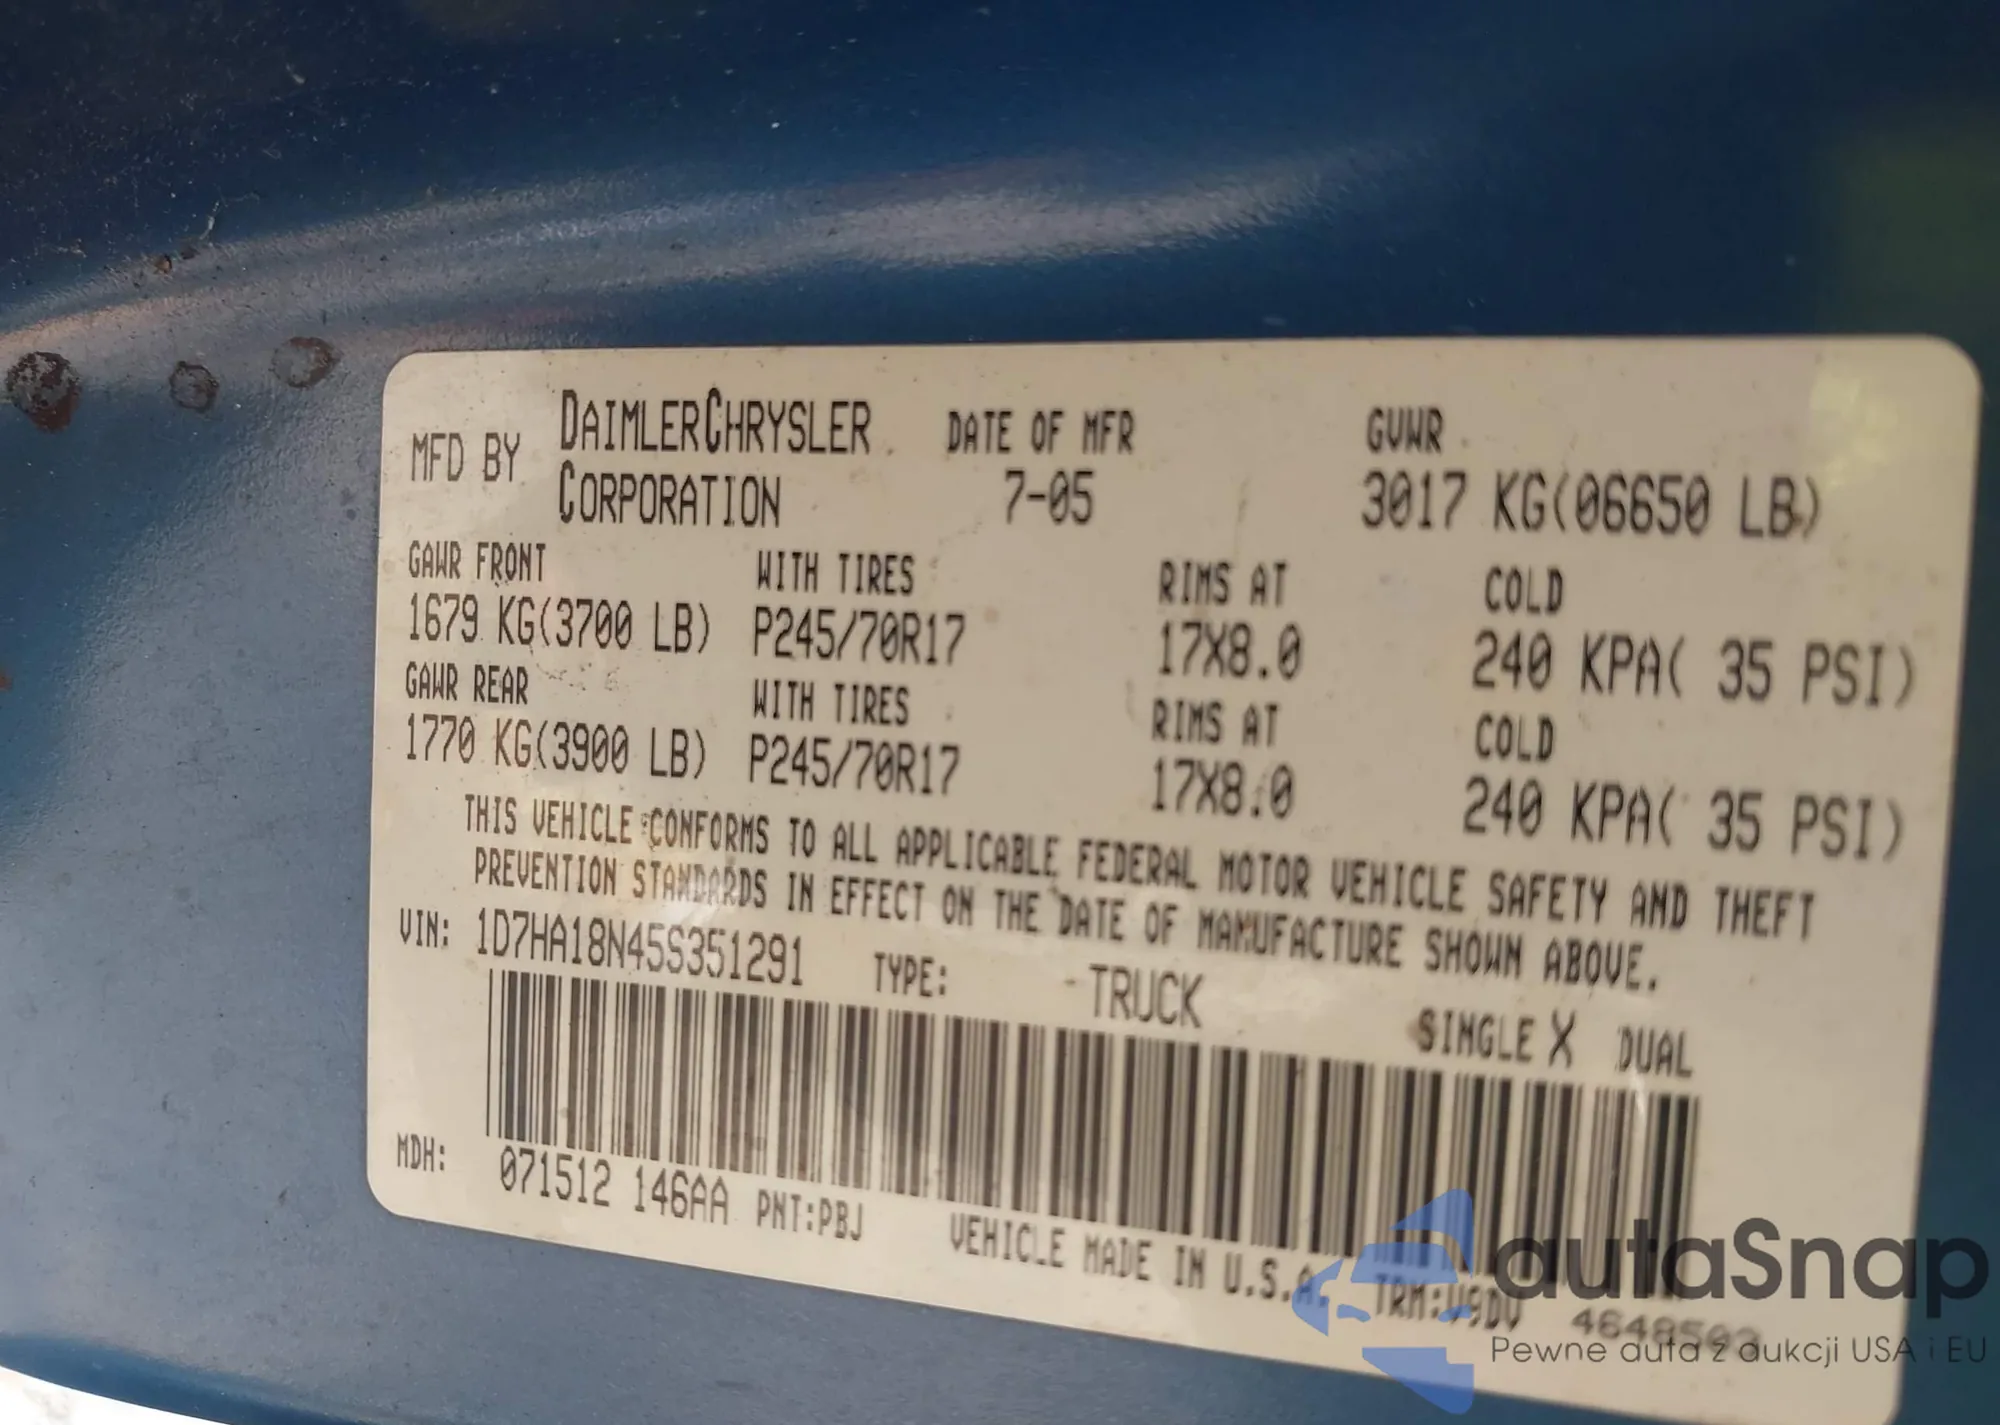 MFD BY DAIMLERCHRYSLER CORPORATION DATE OF MFR 7-05 GVWR 3017 KG(06650 LB)
GAWR FRONT WITH TIRES RIMS AT COLD
1679 KG(3700 LB) P245/70R17 17X8.0 240 KPA( 35 PSI)
GAWR REAR WITH TIRES RIMS AT COLD
1770 KG(3900 LB) P245/70R17 17X8.0 240 KPA( 35 PSI)
THIS VEHICLE CONFORMS TO ALL APPLICABLE FEDERAL MOTOR VEHICLE SAFETY AND THEFT
PREVENTION STANDARDS IN EFFECT ON THE DATE OF MANUFACTURE SHOWN ABOVE.
VIN: 1D7HA18N45S351291 TYPE: TRUCK SINGLE X DUAL
MDH: 071512 146AA PNT:PBJ VEHICLE MADE IN U.S.A. TRM:V9DV
autaSnap
Pewne auta z aukcji USA i EU